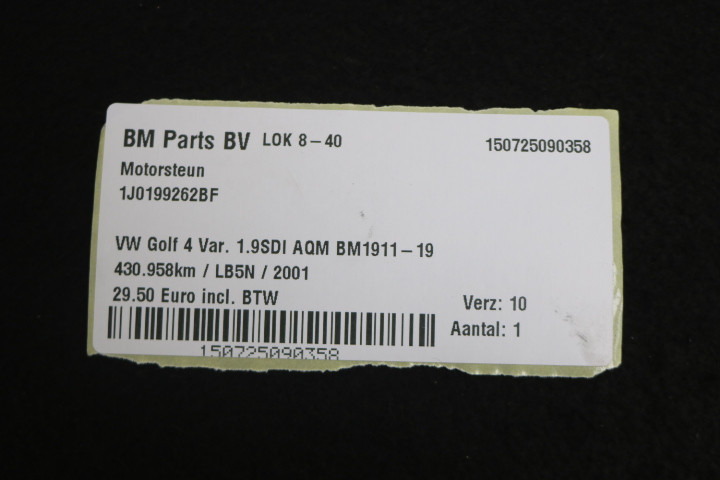 BM Parts BV LOK 8-40 150725090358
Motorsteun
1J0199262BF
VW Golf 4 Var. 1.9SDI AQM BM1911-19
430.958km / LB5N / 2001
29.50 Euro incl. BTW
Verz: 10
Aantal: 1
150725090358